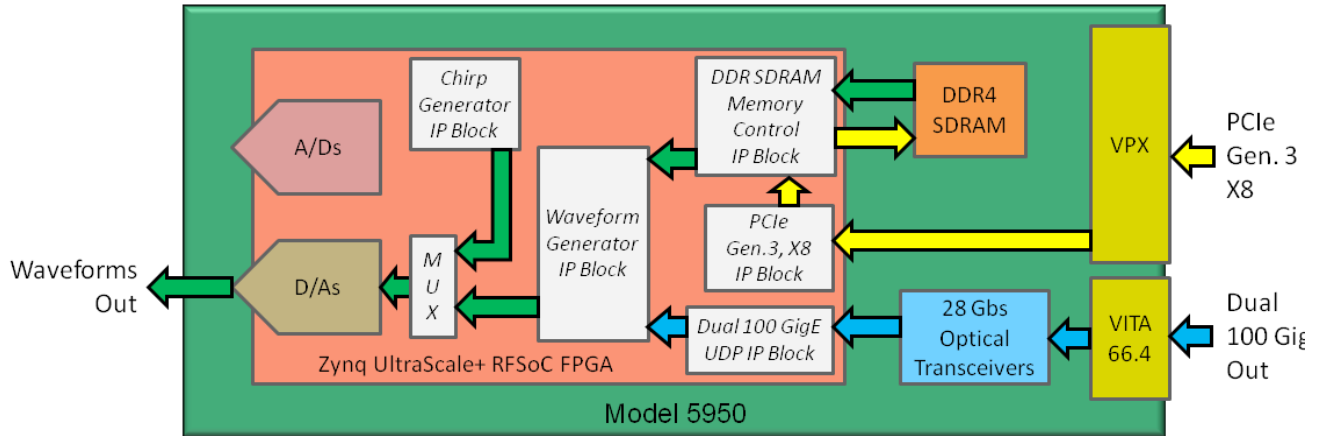 Chirp
Generator
IP Block
DDR SDRAM
Memory
Control
IP Block
DDR4
SDRAM
VPX
PCIe
Gen. 3
X8
A/Ds
Waveform
Generator
IP Block
PCIe
Gen.3, X8
IP Block
Waveforms
Out
D/As
M
U
X
Dual 100 GigE
UDP IP Block
28 Gbs
Optical
Transceivers
VITA
66.4
Dual
100 Gig
Out
Zynq UltraScale+ RFSoC FPGA
Model 5950